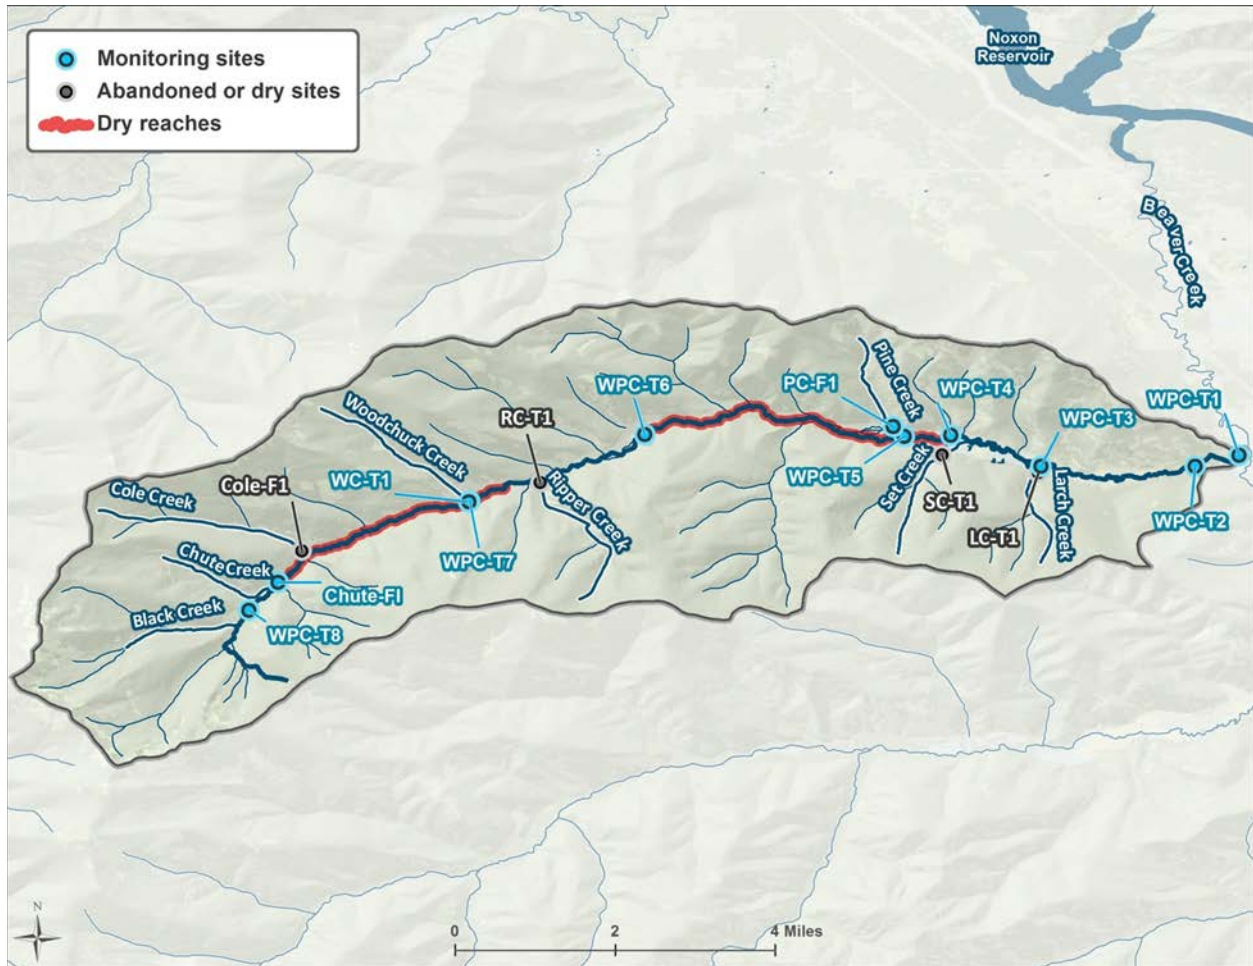 Noxon
Reservoir
Monitoring sites
Abandoned or dry sites
Dry reaches
Beaver Creek
Pine Creek
WPC-T6
PC-F1
WPC-T4
WPC-T1
Woodchuck Creek
RC-T1
WPC-T3
Cole Creek
Cole-F1
WC-T1
WPC-T5
Set Creek
SC-T1
Ripper Creek
LC-T1
Larch Creek
WPC-T2
Chute Creek
WPC-T7
Chute-Fl
Black Creek
WPC-T8
N
0 2 4 Miles